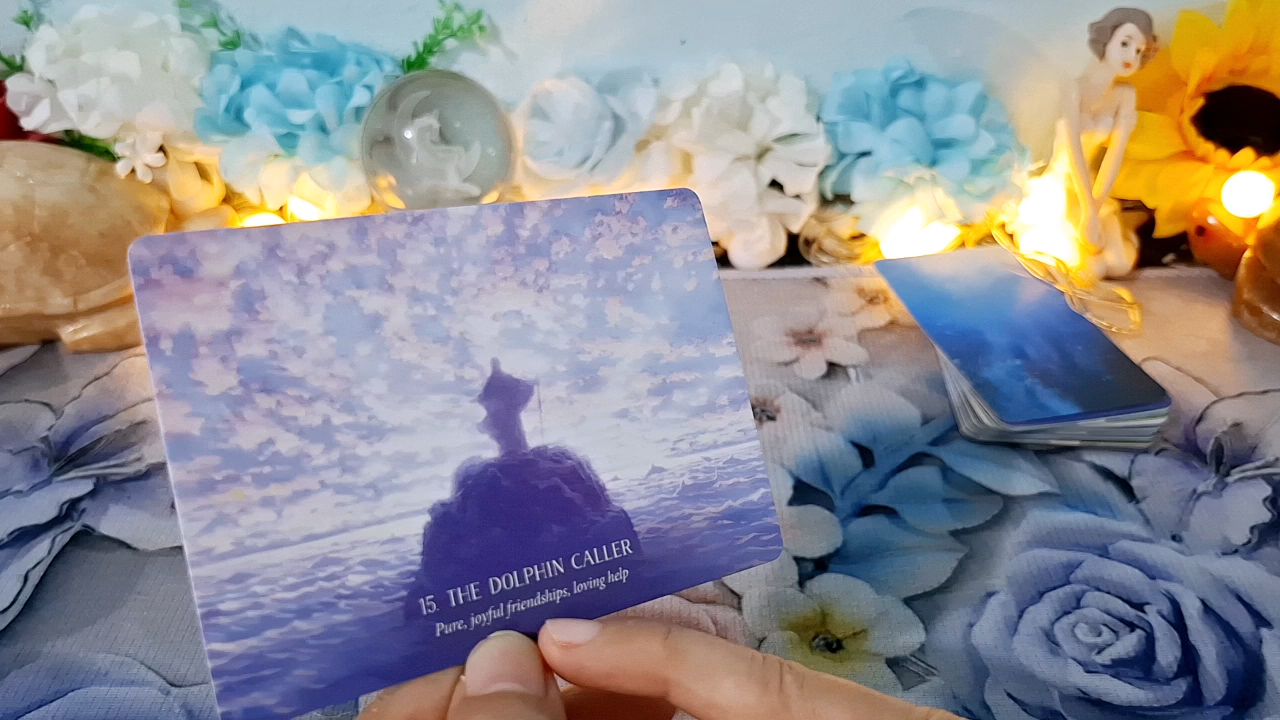 15. THE DOLPHIN CALLER
Pure, joyful friendships, loving help